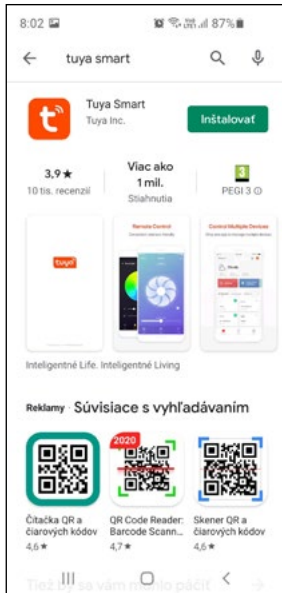 8:02 87%
tuya smart
Tuya Smart
Tuya Inc.
Inštalovať
3,9★
10 tis. recenzií
Viac ako
1 mil.
Stiahnutia
3
PEGI 3
tuya
Remote Control
Control Multiple Devices
Inteligentné Life. Inteligentné Living
Reklamy · Súvisiace s vyhľadávaním
2020
Čítačka QR a
čiarových kódov
4,6★
QR Code Reader:
Barcode Scann...
4,7★
Skener QR a
čiarových kódov
4,6★
Tiež by sa vám mohlo páčiť